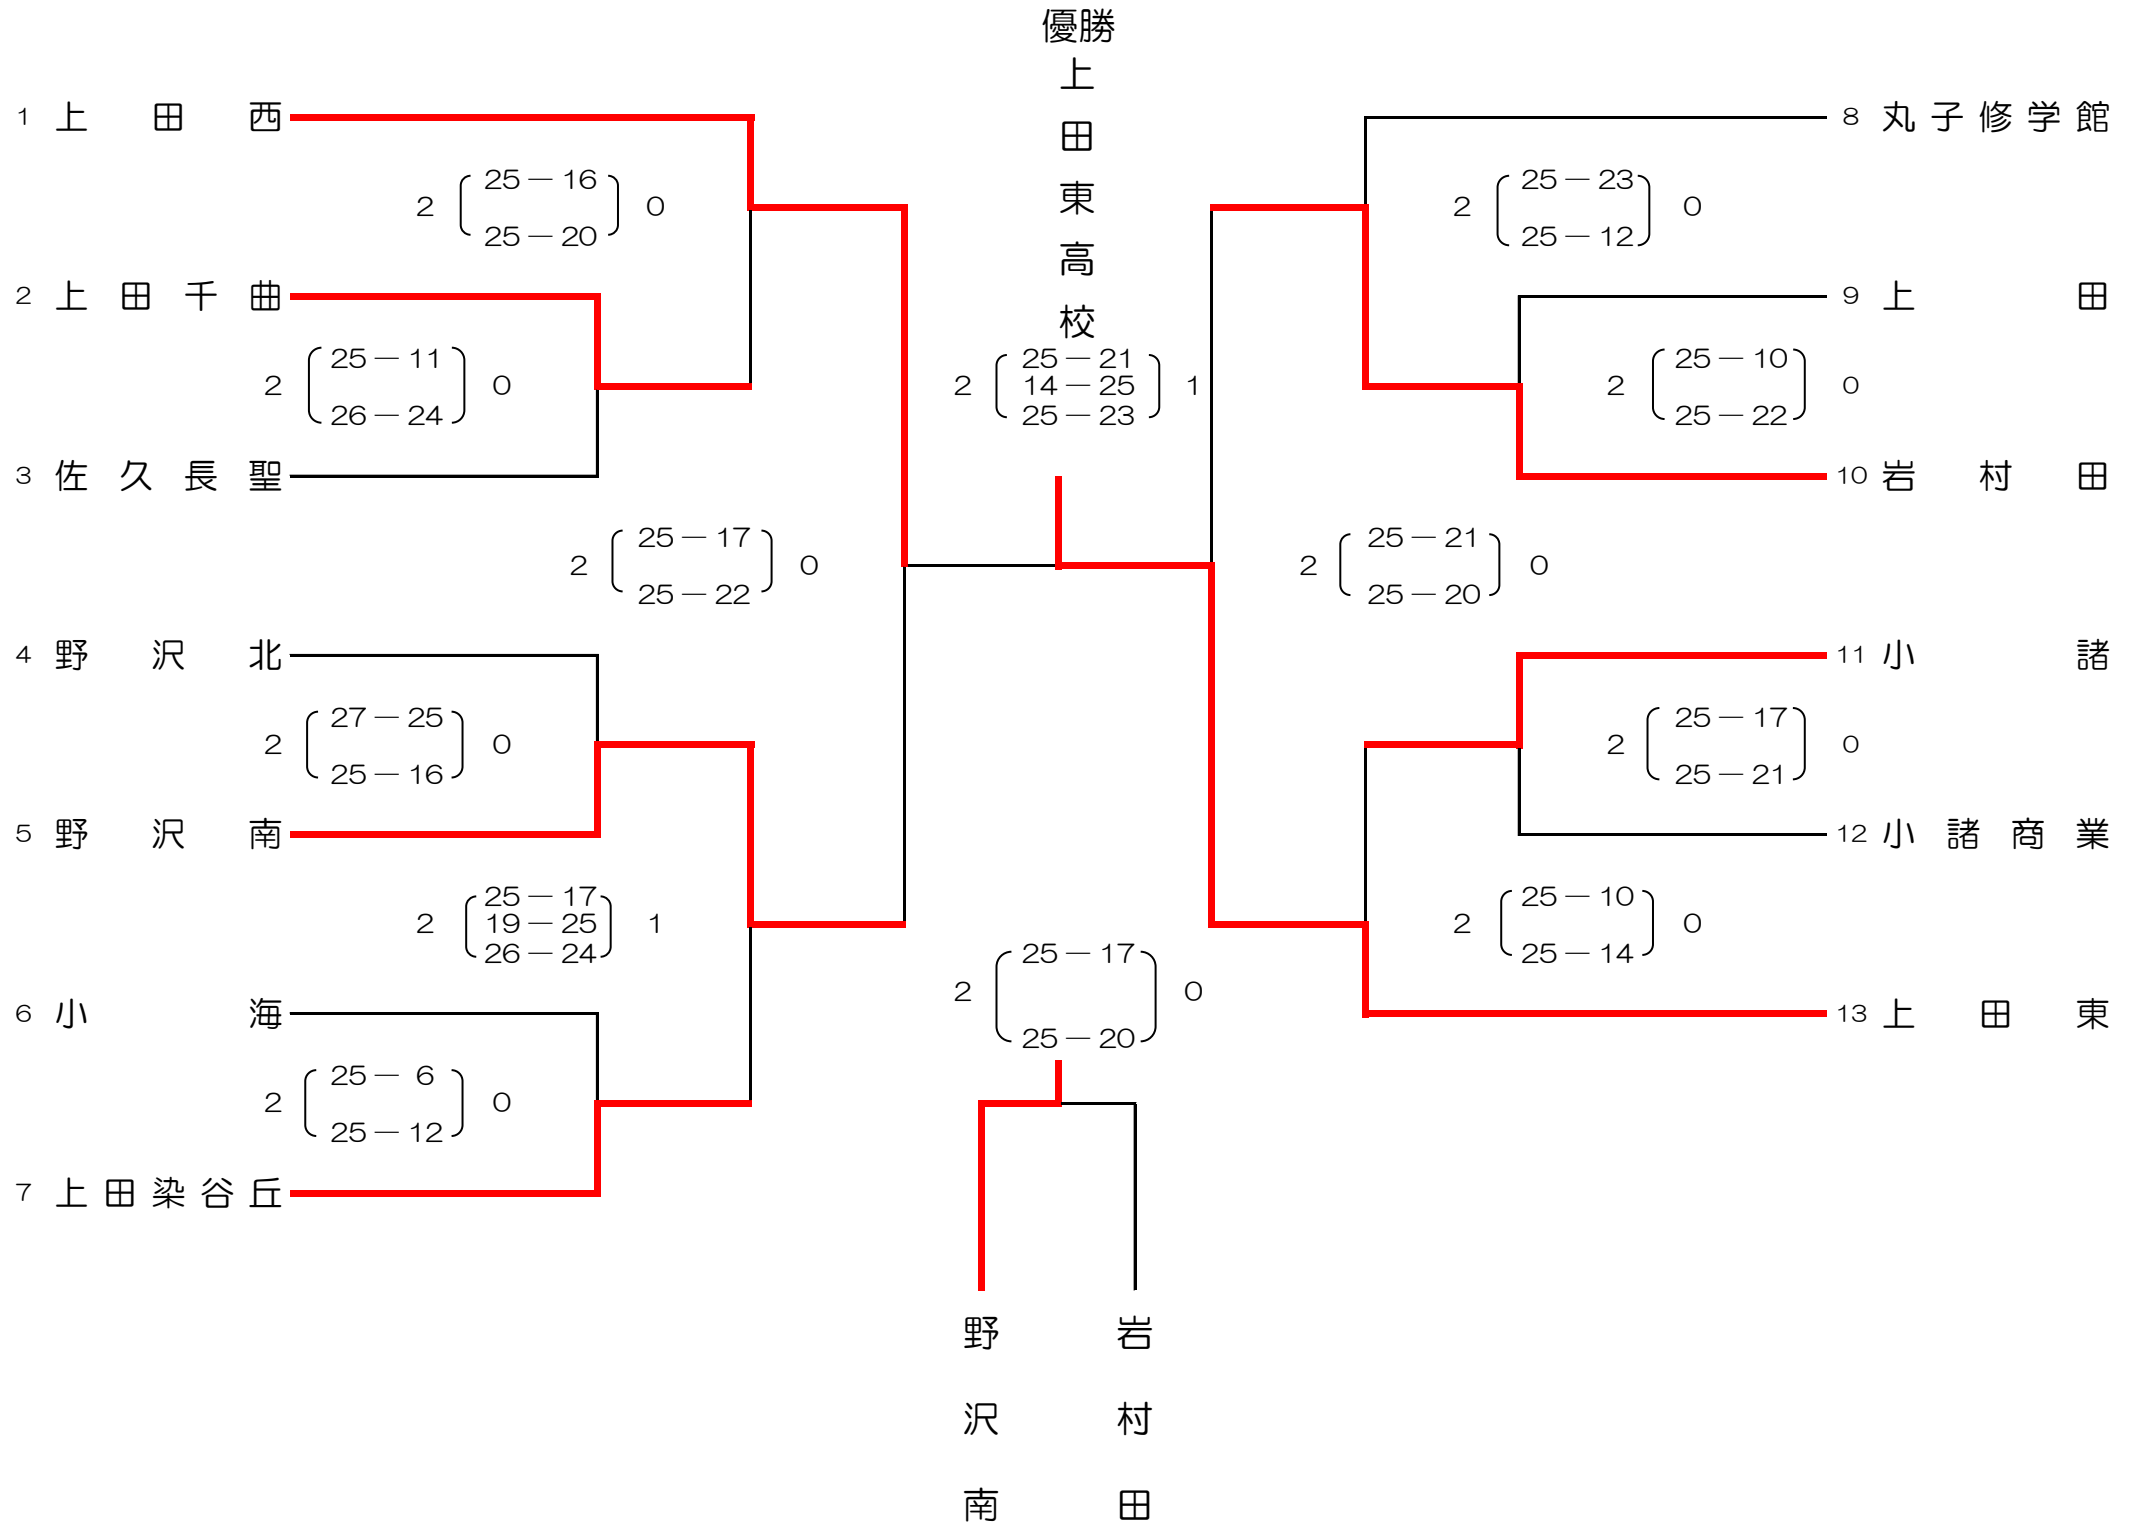 優勝
上田東高校
1 上田西
2 25－16 0
25－20
2 上田千曲
2 25－11 0
26－24
3 佐久長聖
2 25－17 0
25－22
4 野沢北
2 27－25 0
25－16
5 野沢南
2 25－17 1
19－25
26－24
6 小海
2 25－6 0
25－12
7 上田染谷丘
2 25－21 1
14－25
25－23
8 丸子修学館
2 25－23 0
25－12
9 上田
2 25－10 0
25－22
10 岩村田
2 25－21 0
25－20
11 小諸
2 25－17 0
25－21
12 小諸商業
2 25－10 0
25－14
13 上田東
2 25－17 0
25－20
野沢南
岩村田